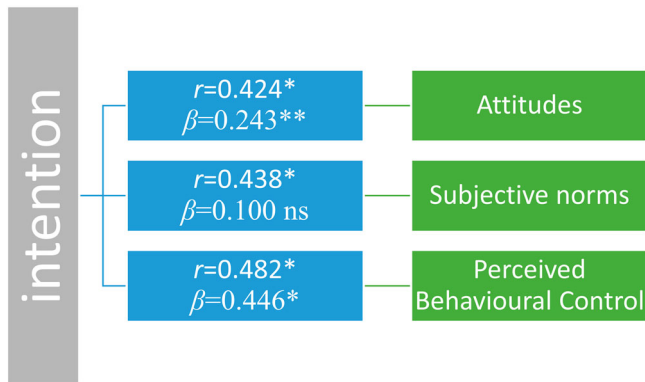 intention
r=0.424*
β=0.243**
Attitudes
r=0.438*
β=0.100 ns
Subjective norms
r=0.482*
β=0.446*
Perceived
Behavioural Control